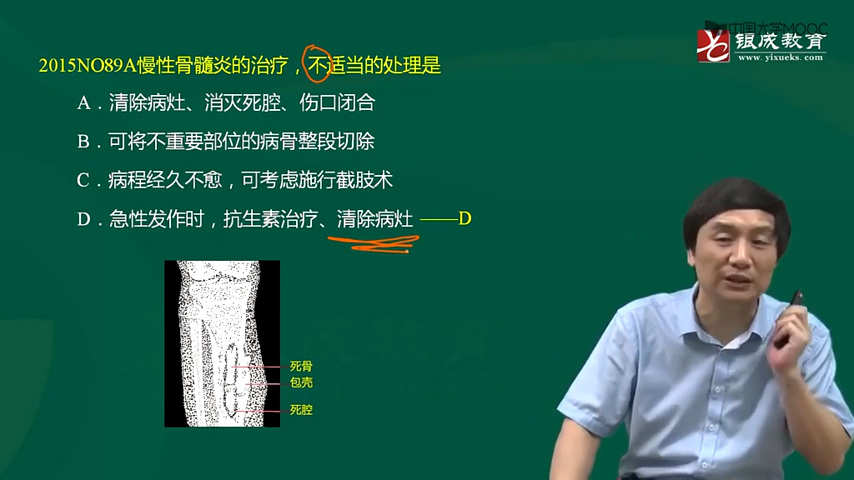 中国大学MOOC
银成教育
www.yixueks.com
2015NO89A慢性骨髓炎的治疗，不适当的处理是
A．清除病灶、消灭死腔、伤口闭合
B．可将不重要部位的病骨整段切除
C．病程经久不愈，可考虑施行截肢术
D．急性发作时，抗生素治疗、清除病灶 ——D
死骨
包壳
死腔